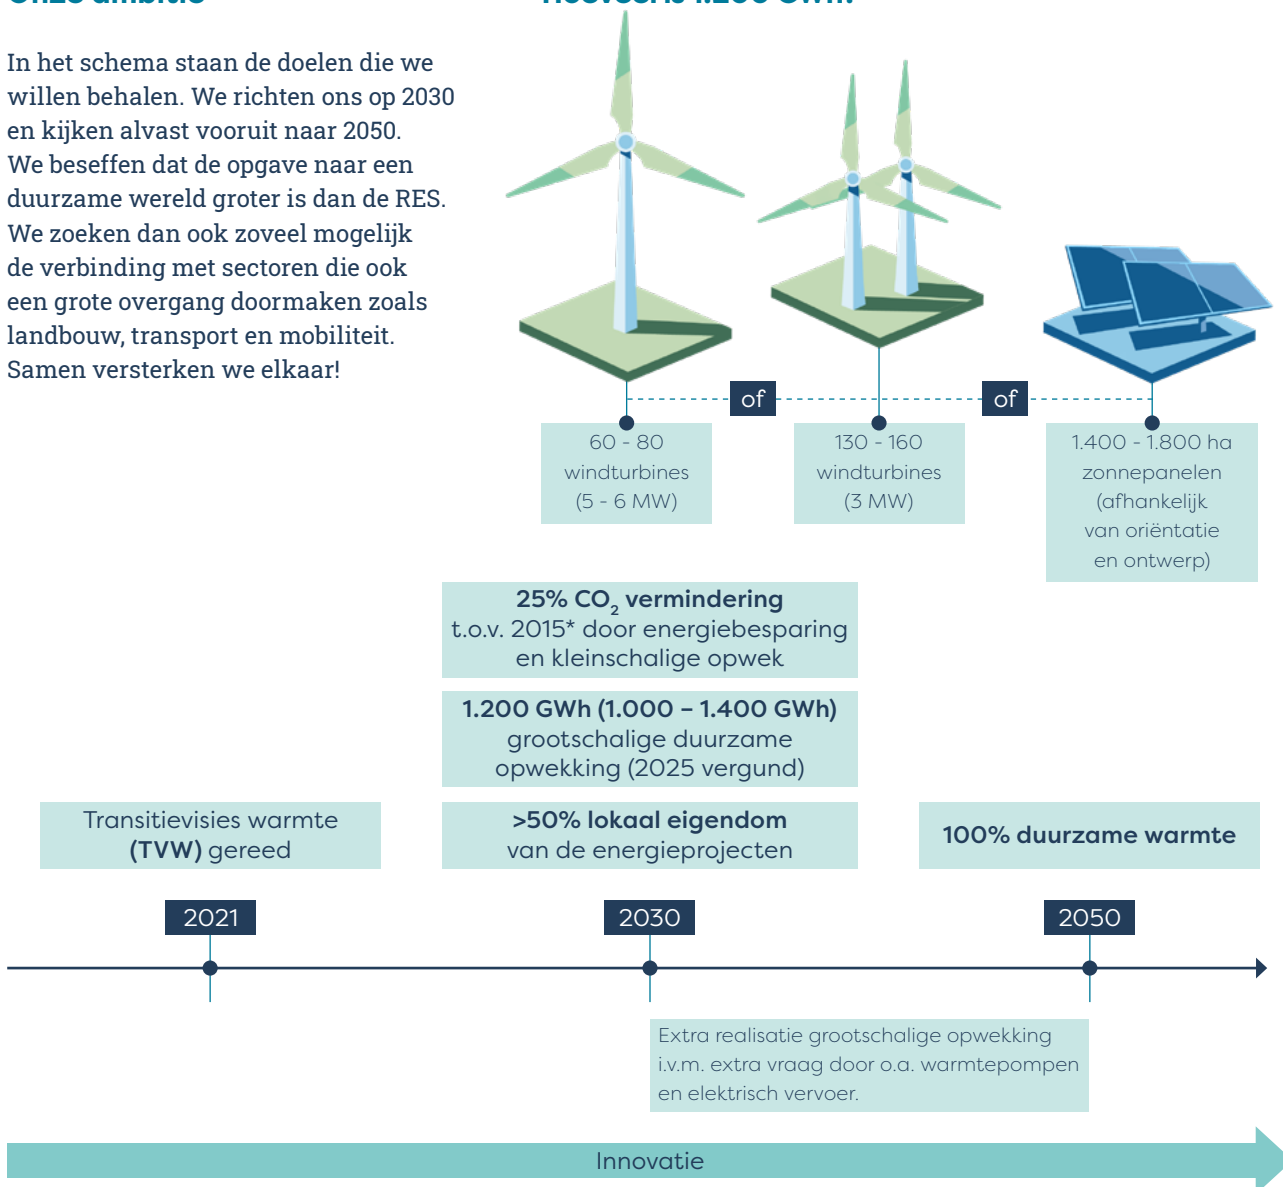 Onze ambitie
In het schema staan de doelen die we
willen behalen. We richten ons op 2030
en kijken alvast vooruit naar 2050.
We beseffen dat de opgave naar een
duurzame wereld groter is dan de RES.
We zoeken dan ook zoveel mogelijk
de verbinding met sectoren die ook
een grote overgang doormaken zoals
landbouw, transport en mobiliteit.
Samen versterken we elkaar!
Hoeveel is 1.200 GWh?
of
of
60 - 80
windturbines
(5 - 6 MW)
130 - 160
windturbines
(3 MW)
1.400 - 1.800 ha
zonnepanelen
(afhankelijk
van oriëntatie
en ontwerp)
25% CO₂ vermindering
t.o.v. 2015* door energiebesparing
en kleinschalige opwek
1.200 GWh (1.000 – 1.400 GWh)
grootschalige duurzame
opwekking (2025 vergund)
Transitievisies warmte
(TVW) gereed
>50% lokaal eigendom
van de energieprojecten
100% duurzame warmte
2021
2030
2050
Extra realisatie grootschalige opwekking
i.v.m. extra vraag door o.a. warmtepompen
en elektrisch vervoer.
Innovatie